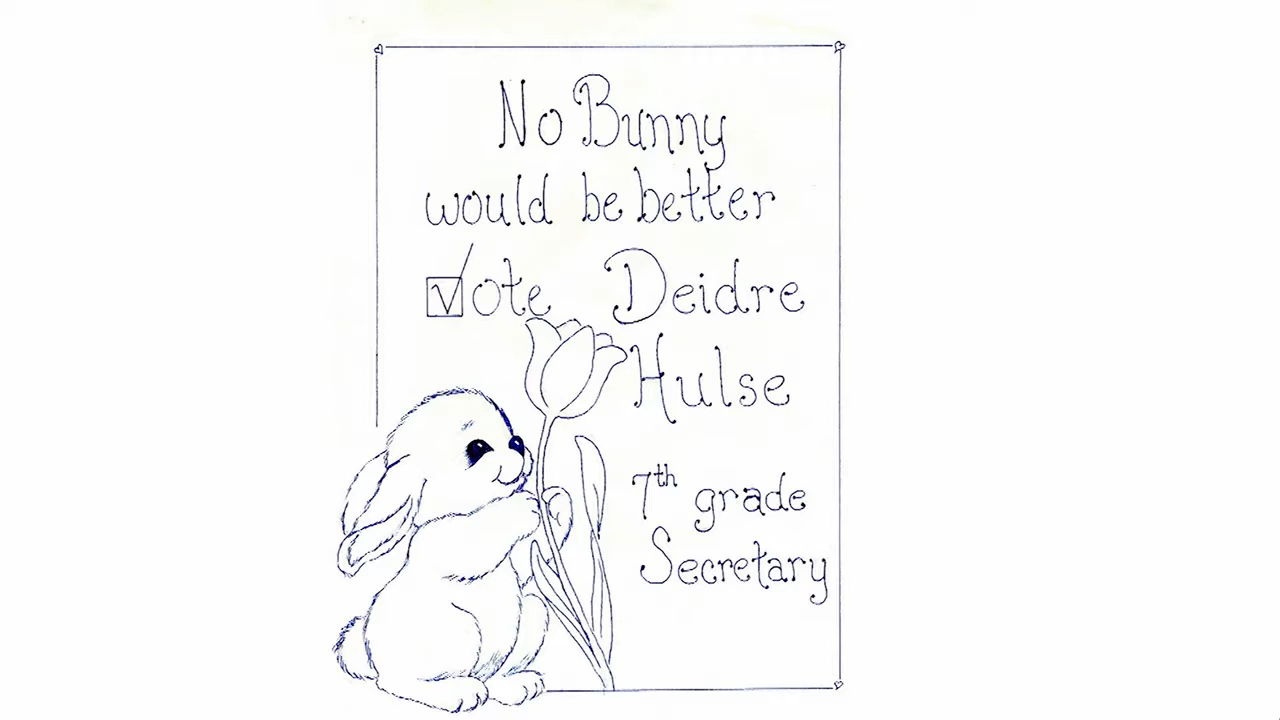 No Bunny
would be better
Vote Deidre
Hulse
7th grade
Secretary